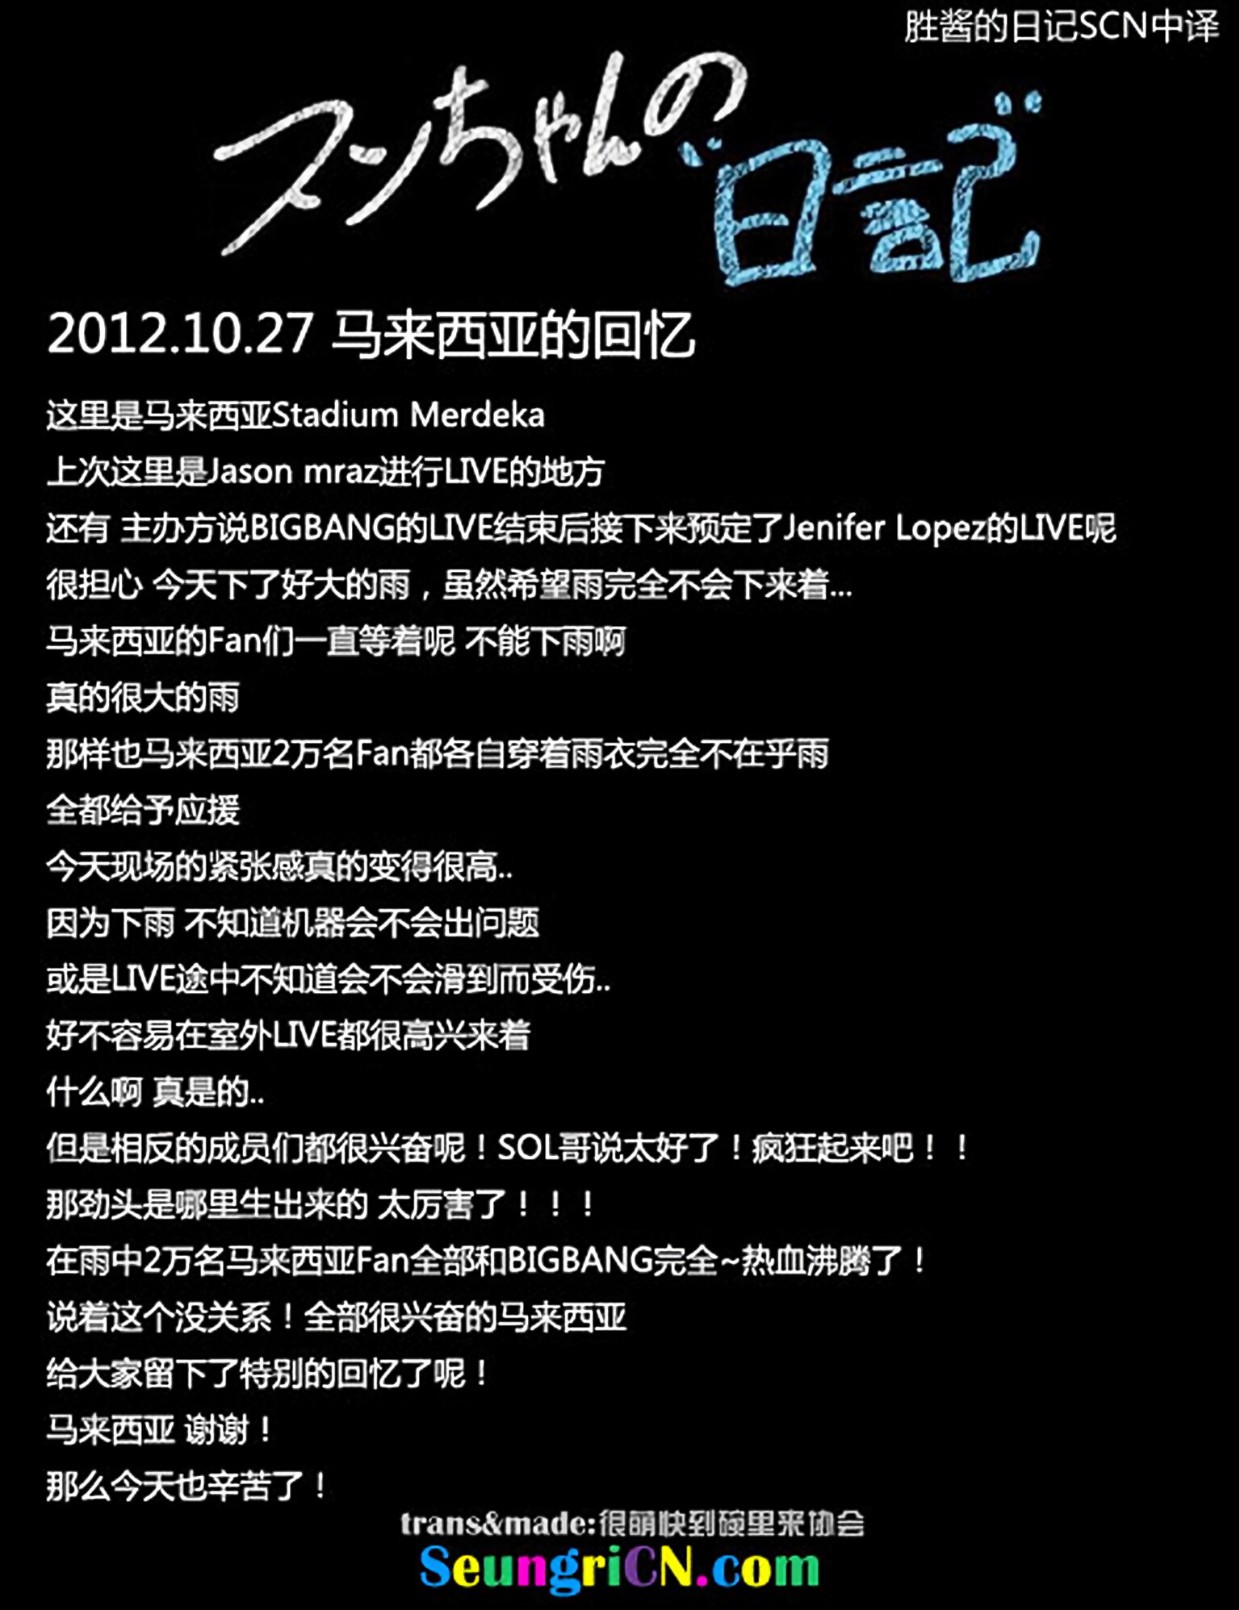 胜酱的日记SCN中译
スンちゃんの
日記
2012.10.27 马来西亚的回忆
这里是马来西亚Stadium Merdeka
上次这里是Jason mraz进行LIVE的地方
还有 主办方说BIGBANG的LIVE结束后接下来预定了Jenifer Lopez的LIVE呢
很担心 今天下了好大的雨，虽然希望雨完全不会下来着...
马来西亚的Fan们一直等着呢 不能下雨啊
真的很大的雨
那样也马来西亚2万名Fan都各自穿着雨衣完全不在乎雨
全都给予应援
今天现场的紧张感真的变得很高..
因为下雨 不知道机器会不会出问题
或是LIVE途中不知道会不会滑到而受伤..
好不容易在室外LIVE都很高兴来着
什么啊 真是的..
但是相反的成员们都很兴奋呢！SOL哥说太好了！疯狂起来吧！！
那劲头是哪里生出来的 太厉害了！！！
在雨中2万名马来西亚Fan全部和BIGBANG完全~热血沸腾了！
说着这个没关系！全部很兴奋的马来西亚
给大家留下了特别的回忆了呢！
马来西亚 谢谢！
那么今天也辛苦了！
trans&made:很萌快到碗里来协会
SeungriCN.com